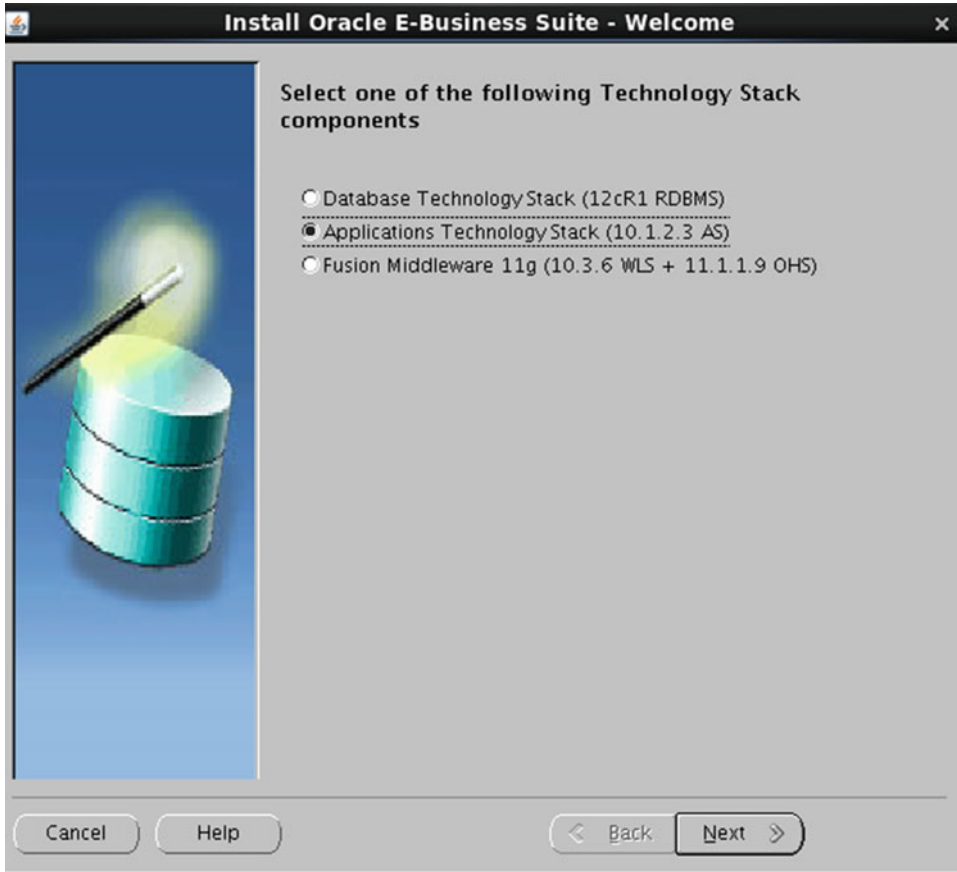 Install Oracle E-Business Suite - Welcome
Select one of the following Technology Stack
components
Database Technology Stack (12cR1 RDBMS)
Applications Technology Stack (10.1.2.3 AS)
Fusion Middleware 11g (10.3.6 WLS + 11.1.1.9 OHS)
Cancel Help Back Next